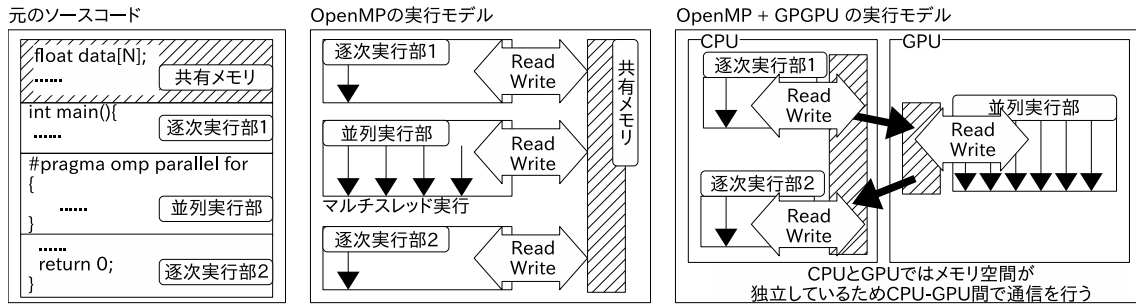 元のソースコード
float data[N];
......
共有メモリ
int main(){
......
逐次実行部1
#pragma omp parallel for
{
......
並列実行部
}
......
return 0;
逐次実行部2
}
OpenMPの実行モデル
逐次実行部1
Read
Write
並列実行部
Read
Write
マルチスレッド実行
逐次実行部2
Read
Write
共有メモリ
OpenMP + GPGPU の実行モデル
CPU
逐次実行部1
Read
Write
逐次実行部2
Read
Write
GPU
並列実行部
Read
Write
CPUとGPUではメモリ空間が
独立しているためCPU-GPU間で通信を行う